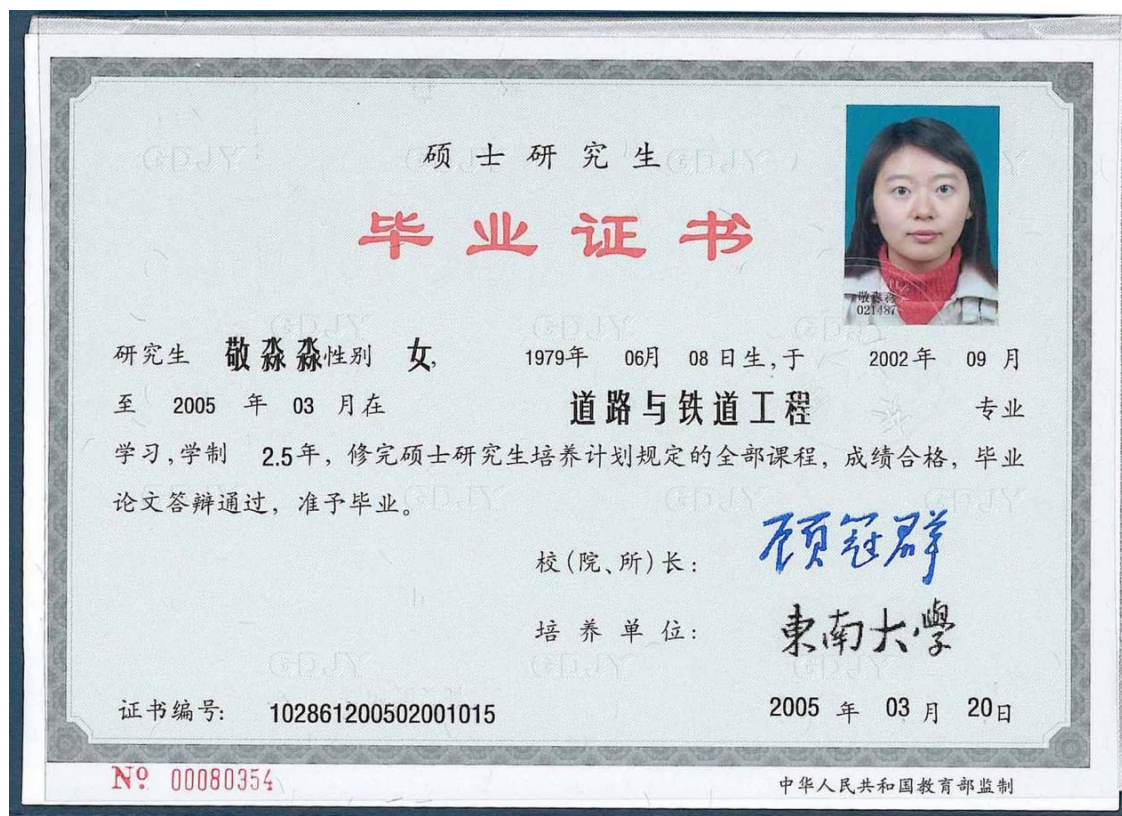 硕士研究生
毕业证书
敬淼淼
021487
研究生 敬淼淼性别 女, 1979年 06月 08日生,于 2002年 09月
至 2005 年 03 月在 道路与铁道工程 专业
学习,学制 2.5年,修完硕士研究生培养计划规定的全部课程,成绩合格,毕业
论文答辩通过,准予毕业。
校(院、所)长: 顾冠群
培养单位: 東南大學
证书编号: 102861200502001015
2005 年 03 月 20日
№ 00080354
中华人民共和国教育部监制